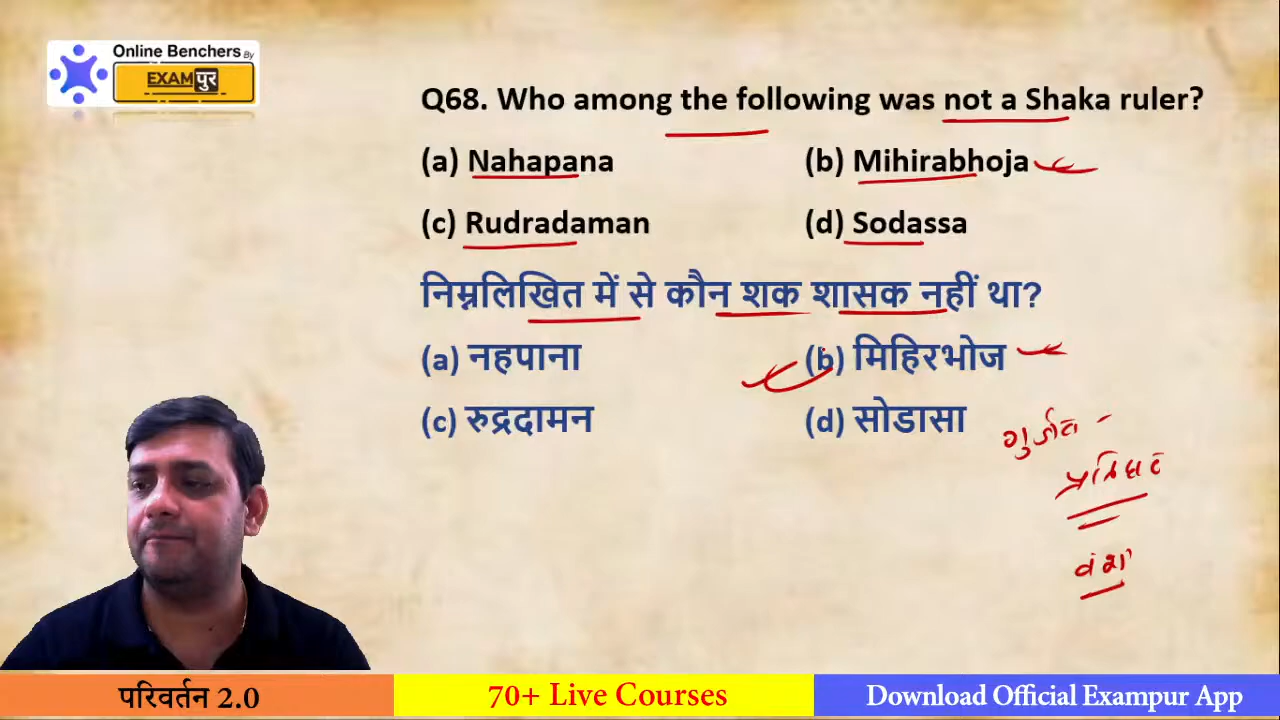 Online Benchers By
EXAMपुर
Q68. Who among the following was not a Shaka ruler?
(a) Nahapana (b) Mihirabhoja
(c) Rudradaman (d) Sodassa
निम्नलिखित में से कौन शक शासक नहीं था?
(a) नहपाना (b) मिहिरभोज
(c) रुद्रदामन (d) सोडासा
गुर्जर -
प्रतिहार
वंश
परिवर्तन 2.0 70+ Live Courses Download Official Exampur App